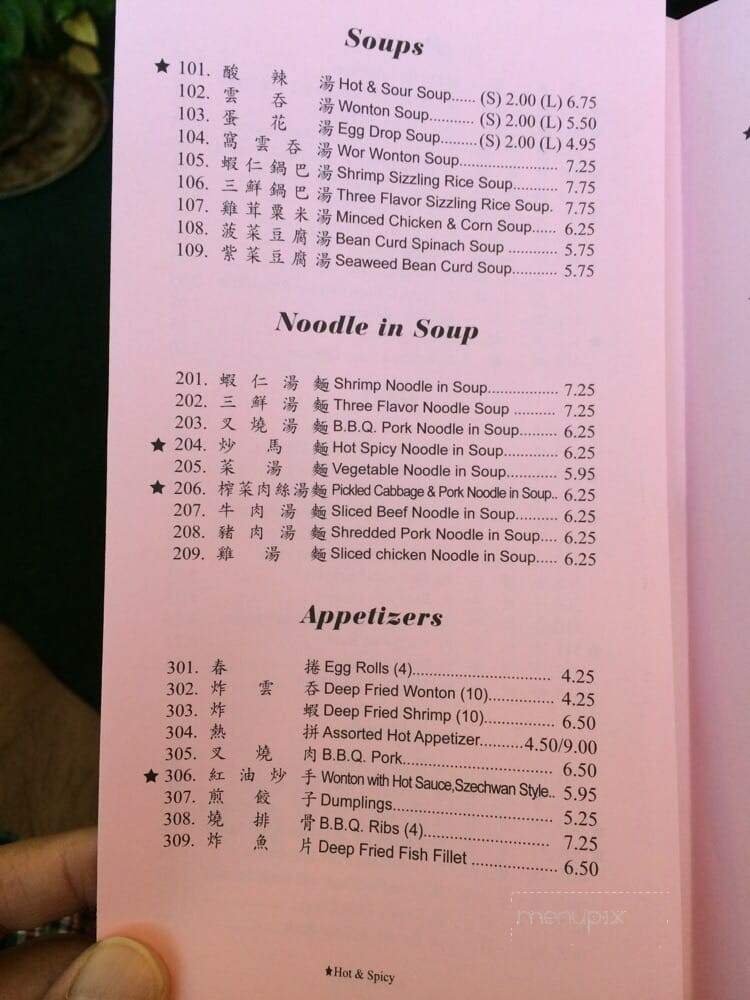 Soups
★ 101. 酸辣湯 Hot & Sour Soup...... (S) 2.00 (L) 6.75
102. 雲吞湯 Wonton Soup........... (S) 2.00 (L) 5.50
103. 蛋花湯 Egg Drop Soup......... (S) 2.00 (L) 4.95
104. 窩雲吞湯 Wor Wonton Soup....................... 7.25
105. 蝦仁鍋巴湯 Shrimp Sizzling Rice Soup........... 7.75
106. 三鮮鍋巴湯 Three Flavor Sizzling Rice Soup. 7.75
107. 雞茸粟米湯 Minced Chicken & Corn Soup...... 6.25
108. 菠菜豆腐湯 Bean Curd Spinach Soup ............ 5.75
109. 紫菜豆腐湯 Seaweed Bean Curd Soup........... 5.75
Noodle in Soup
201. 蝦仁湯麵 Shrimp Noodle in Soup................. 7.25
202. 三鮮湯麵 Three Flavor Noodle Soup .......... 7.25
203. 叉燒湯麵 B.B.Q. Pork Noodle in Soup......... 6.25
★ 204. 炒馬麵 Hot Spicy Noodle in Soup............. 6.25
205. 菜湯麵 Vegetable Noodle in Soup............ 5.95
★ 206. 榨菜肉絲湯麵 Pickled Cabbage & Pork Noodle in Soup.. 6.25
207. 牛肉湯麵 Sliced Beef Noodle in Soup.......... 6.25
208. 豬肉湯麵 Shredded Pork Noodle in Soup.... 6.25
209. 雞湯麵 Sliced chicken Noodle in Soup..... 6.25
Appetizers
301. 春捲 Egg Rolls (4)................................ 4.25
302. 炸雲吞 Deep Fried Wonton (10)............... 4.25
303. 炸蝦 Deep Fried Shrimp (10)................ 6.50
304. 熱拼 Assorted Hot Appetizer..........4.50/9.00
305. 叉燒肉 B.B.Q. Pork................................... 6.50
★ 306. 紅油炒手 Wonton with Hot Sauce,Szechwan Style.. 5.95
307. 煎餃子 Dumplings..................................... 5.25
308. 燒排骨 B.B.Q. Ribs (4).............................. 7.25
309. 炸魚片 Deep Fried Fish Fillet .................... 6.50
menupix
★Hot & Spicy